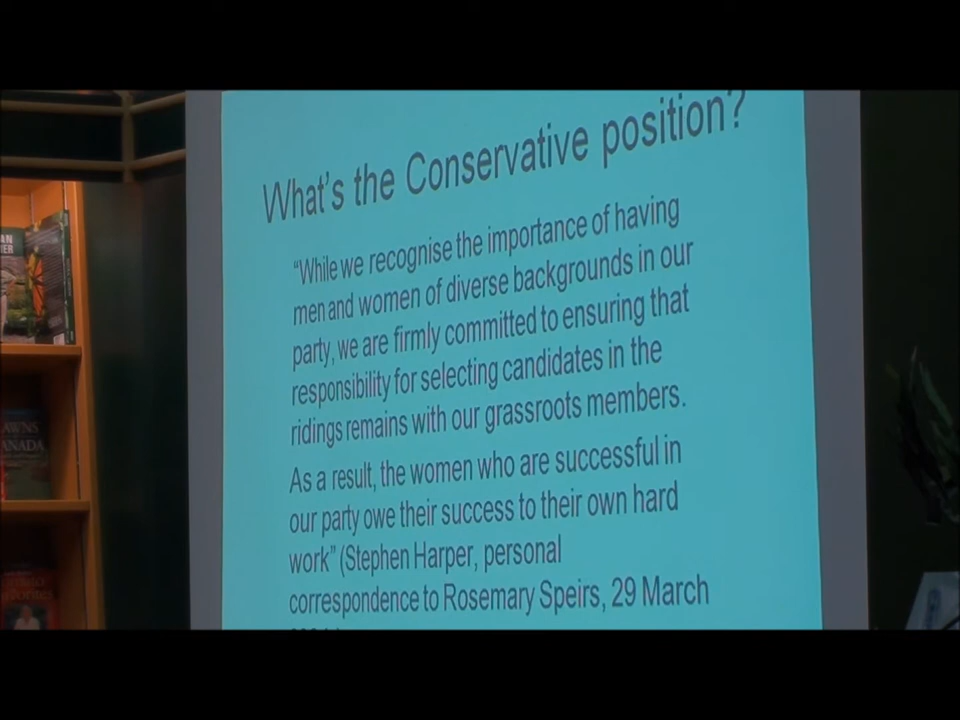 What's the Conservative position?
“While we recognise the importance of having
men and women of diverse backgrounds in our
party, we are firmly committed to ensuring that
responsibility for selecting candidates in the
ridings remains with our grassroots members.
As a result, the women who are successful in
our party owe their success to their own hard
work” (Stephen Harper, personal
correspondence to Rosemary Speirs, 29 March